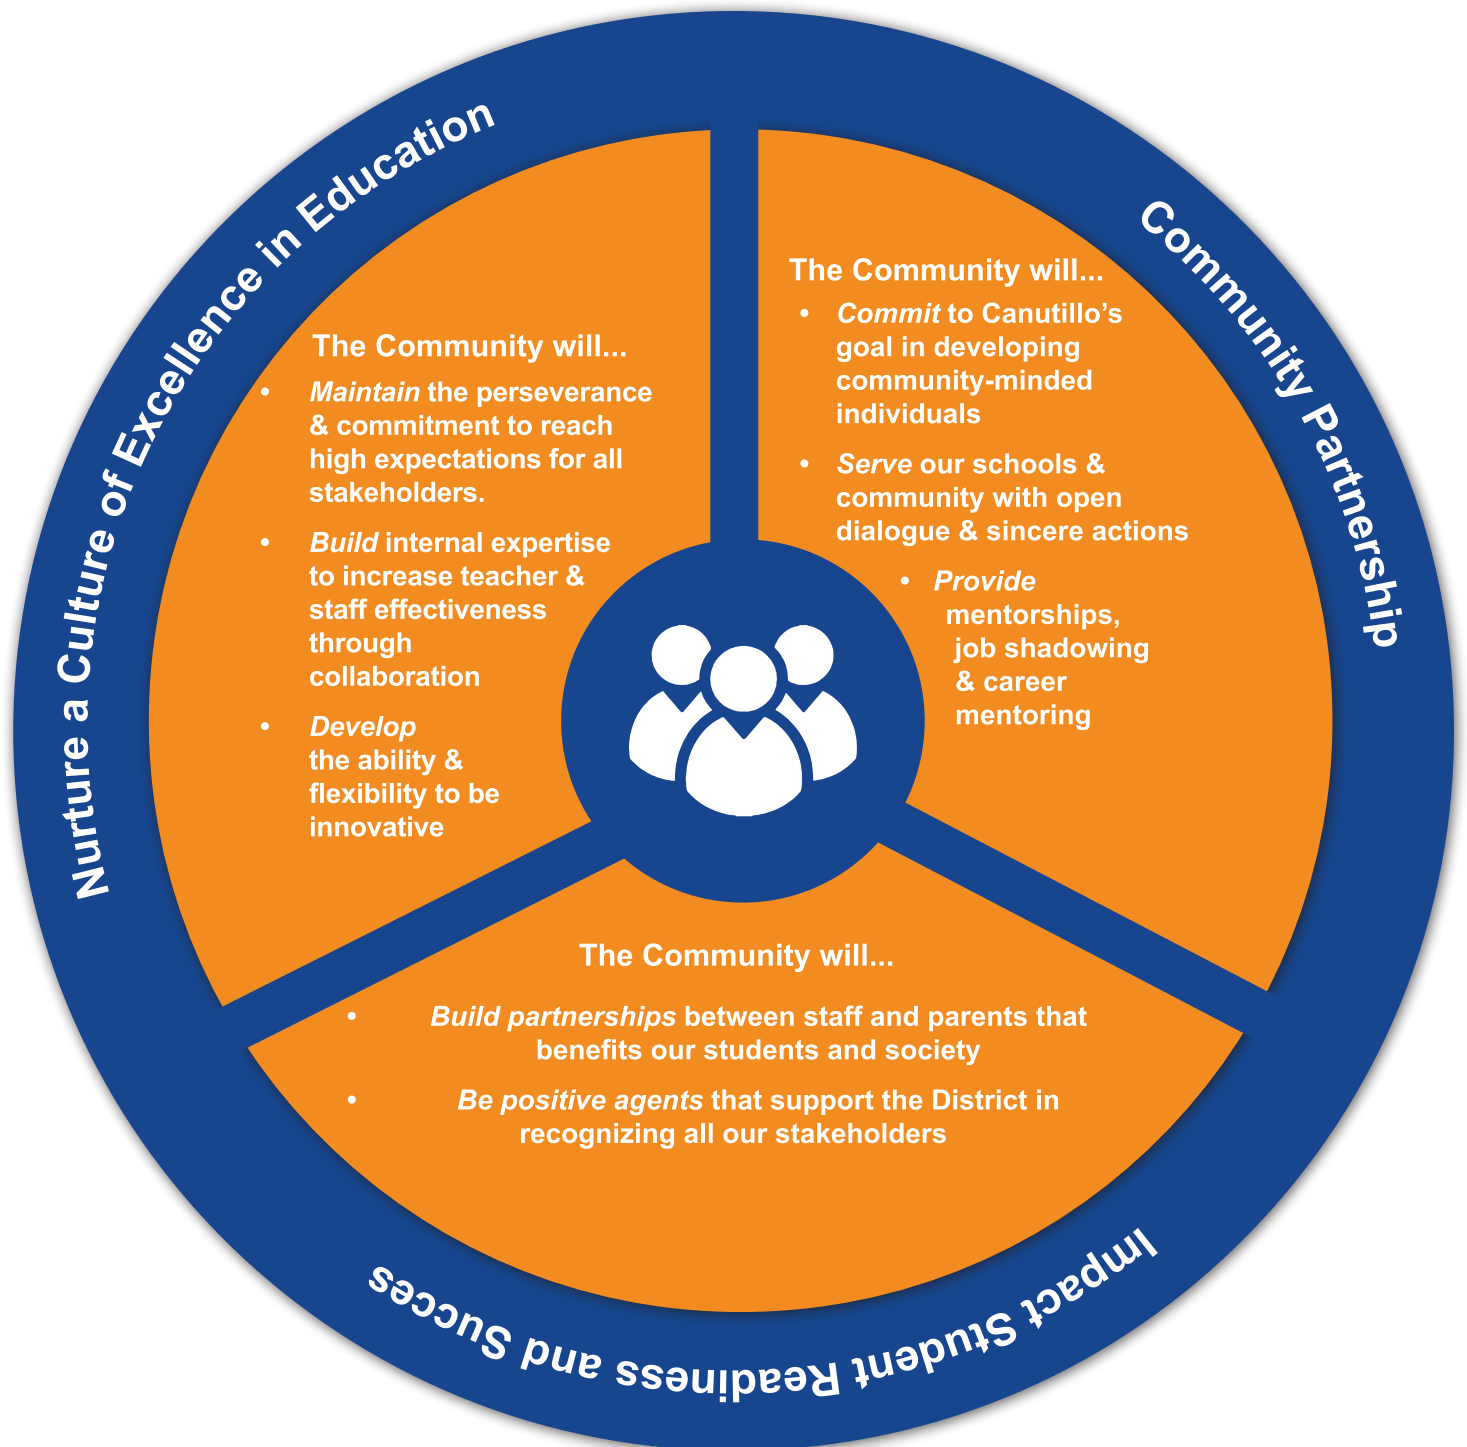 Nurture a Culture of Excellence in Education
The Community will...
• Maintain the perseverance
& commitment to reach
high expectations for all
stakeholders.
• Build internal expertise
to increase teacher &
staff effectiveness
through
collaboration
• Develop
the ability &
flexibility to be
innovative
Community Partnership
The Community will...
• Commit to Canutillo’s
goal in developing
community-minded
individuals
• Serve our schools &
community with open
dialogue & sincere actions
• Provide
mentorships,
job shadowing
& career
mentoring
The Community will...
• Build partnerships between staff and parents that
benefits our students and society
• Be positive agents that support the District in
recognizing all our stakeholders
Impact Student Readiness and Succes